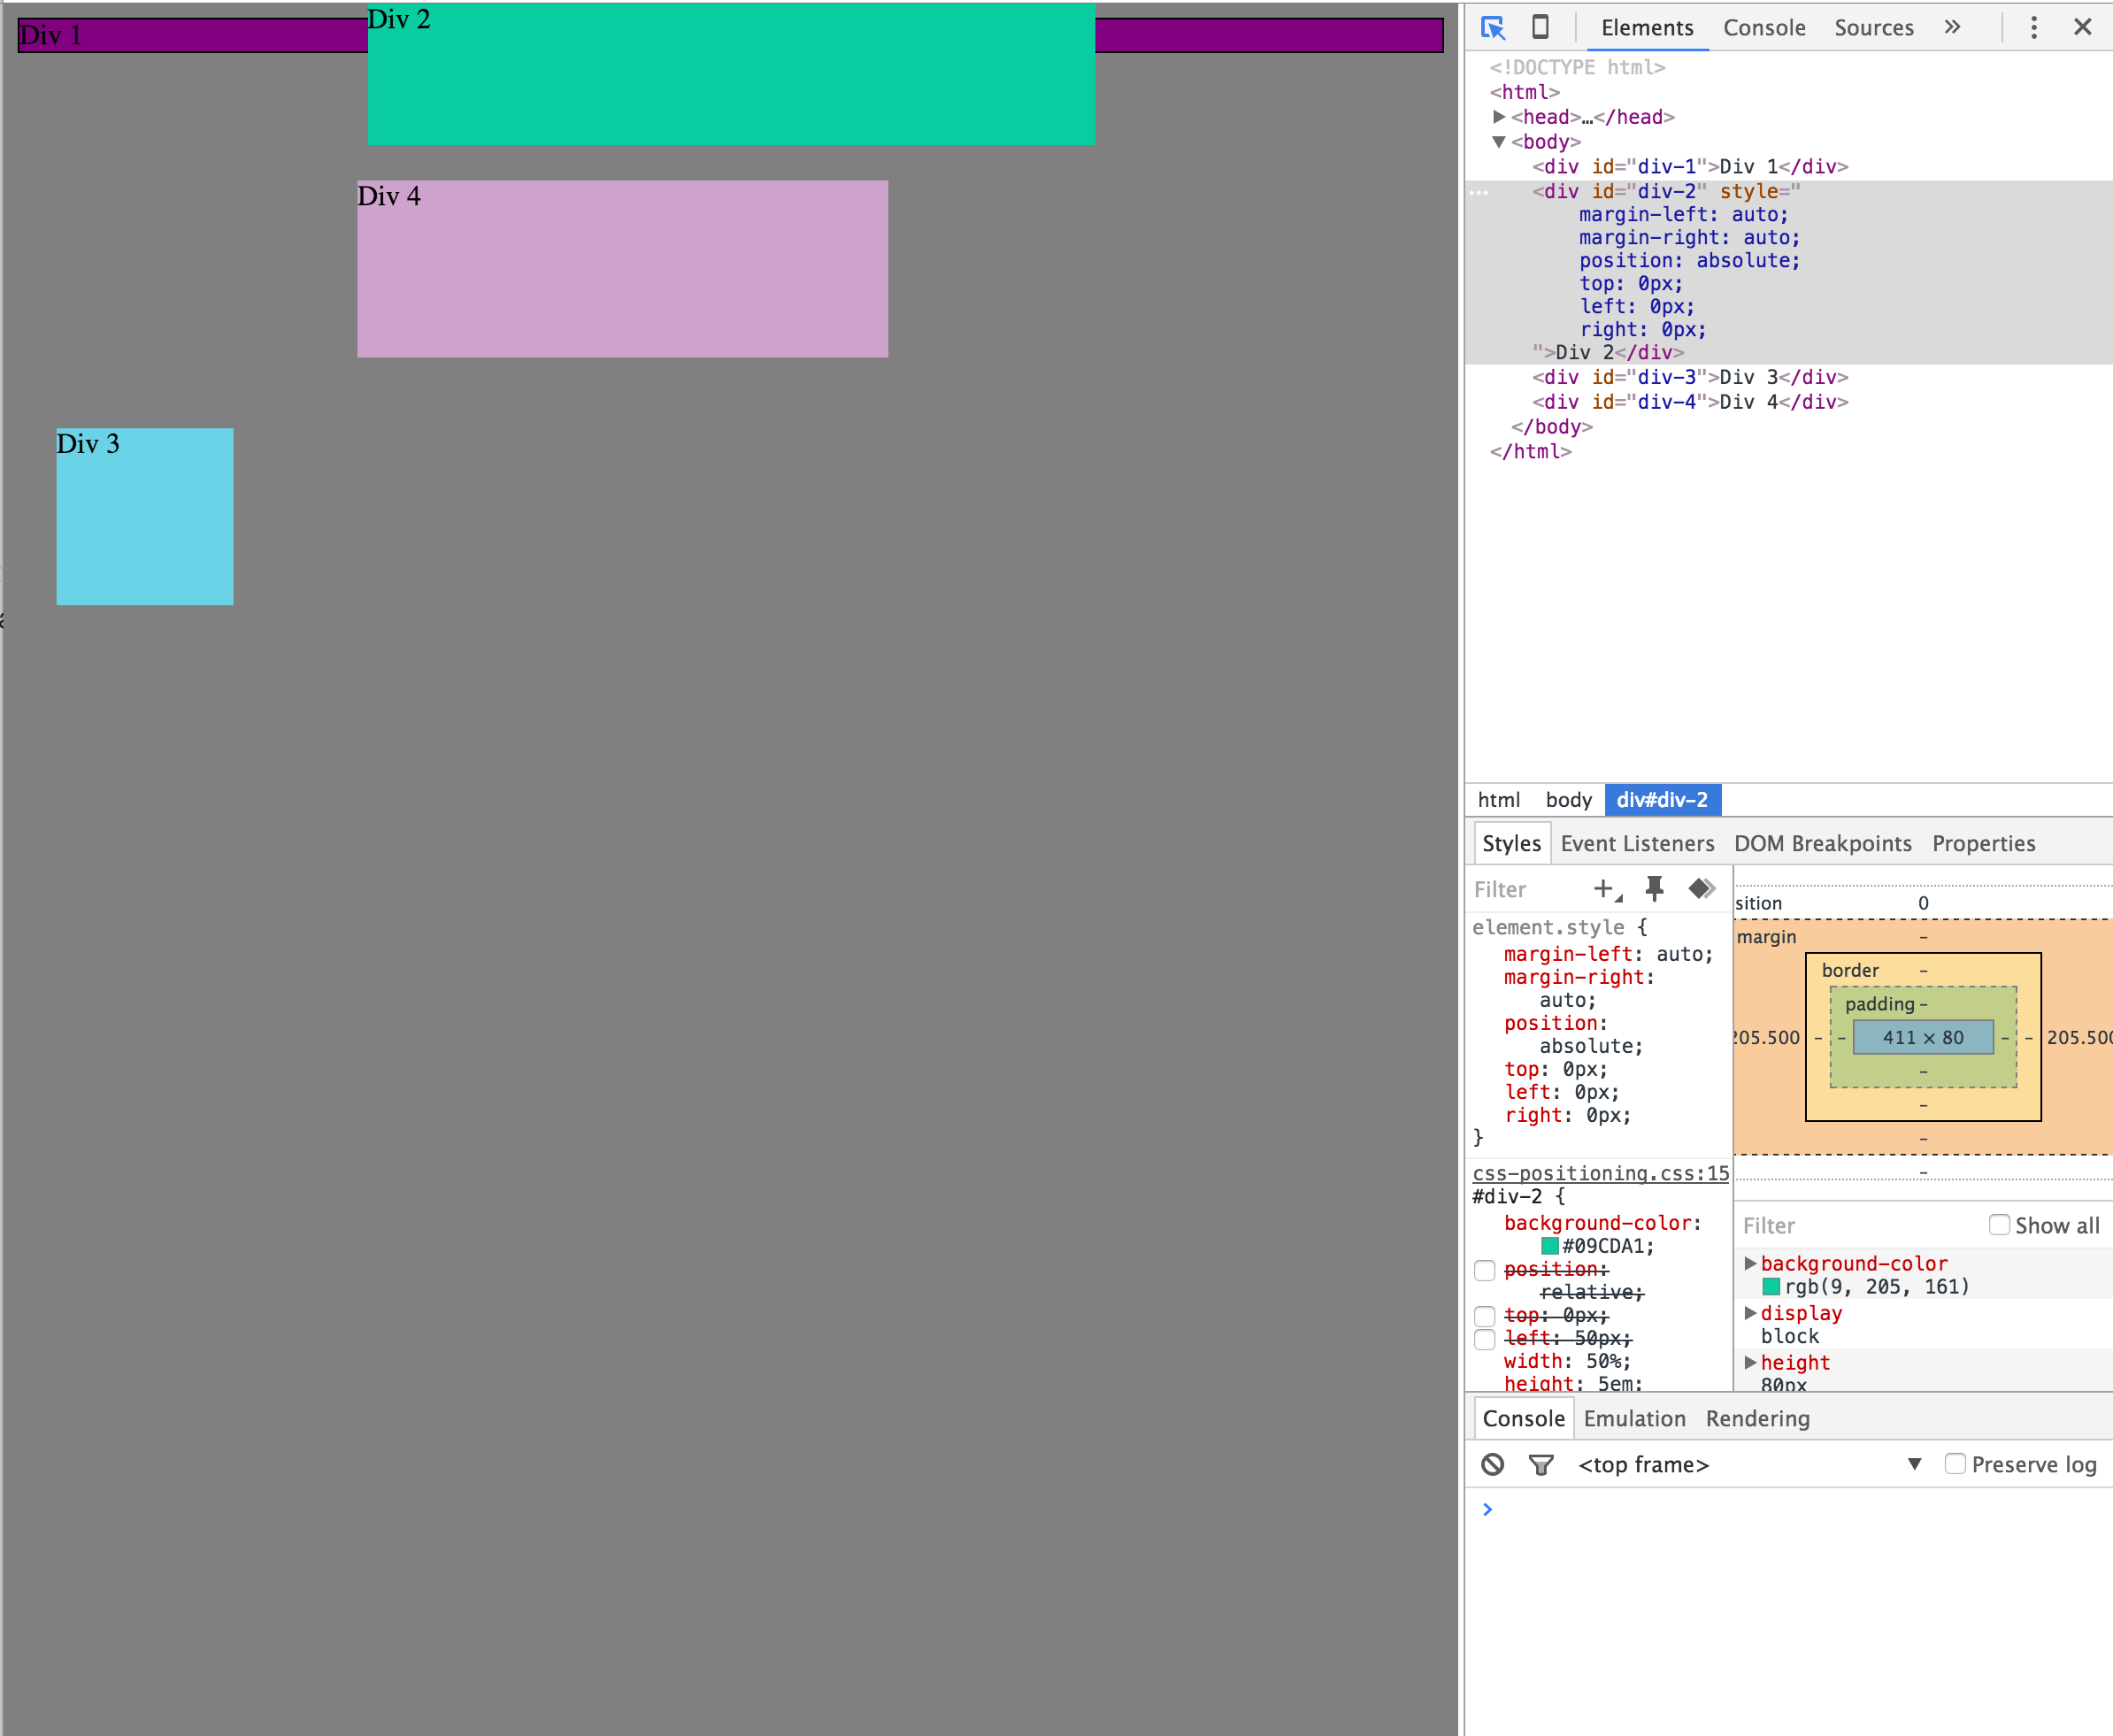 Div 1
Div 2
Div 4
Div 3
Elements Console Sources »
<!DOCTYPE html>
<html>
<head>…</head>
<body>
<div id="div-1">Div 1</div>
<div id="div-2" style="
margin-left: auto;
margin-right: auto;
position: absolute;
top: 0px;
left: 0px;
right: 0px;
">Div 2</div>
<div id="div-3">Div 3</div>
<div id="div-4">Div 4</div>
</body>
</html>
html body div#div-2
Styles Event Listeners DOM Breakpoints Properties
Filter
element.style {
margin-left: auto;
margin-right:
auto;
position:
absolute;
top: 0px;
left: 0px;
right: 0px;
}
css-positioning.css:15
#div-2 {
background-color:
#09CDA1;
position:
relative;
top: 0px;
left: 50px;
width: 50%;
height: 5em;
sition 0
margin -
border -
padding -
205.500 - - 411 × 80 - - 205.500
-
-
-
-
Filter Show all
background-color
rgb(9, 205, 161)
display
block
height
80px
Console Emulation Rendering
<top frame> ▼ Preserve log
>